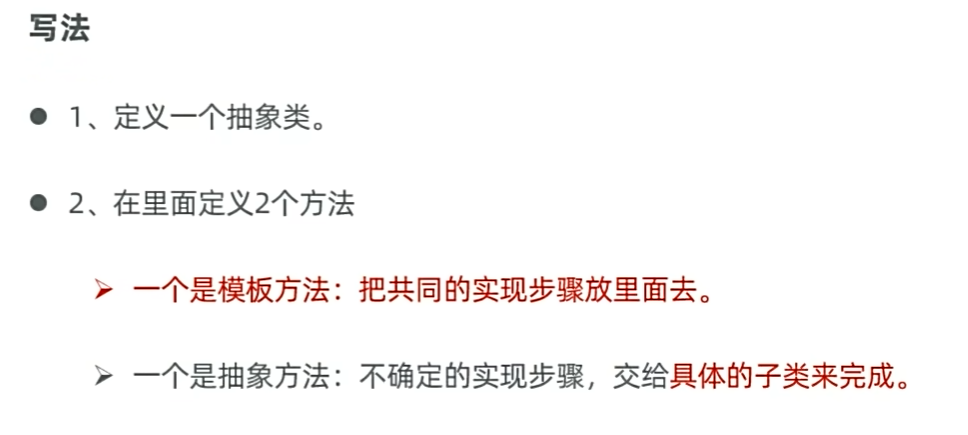 写法
1、定义一个抽象类。
2、在里面定义2个方法
一个是模板方法：把共同的实现步骤放里面去。
一个是抽象方法：不确定的实现步骤，交给具体的子类来完成。